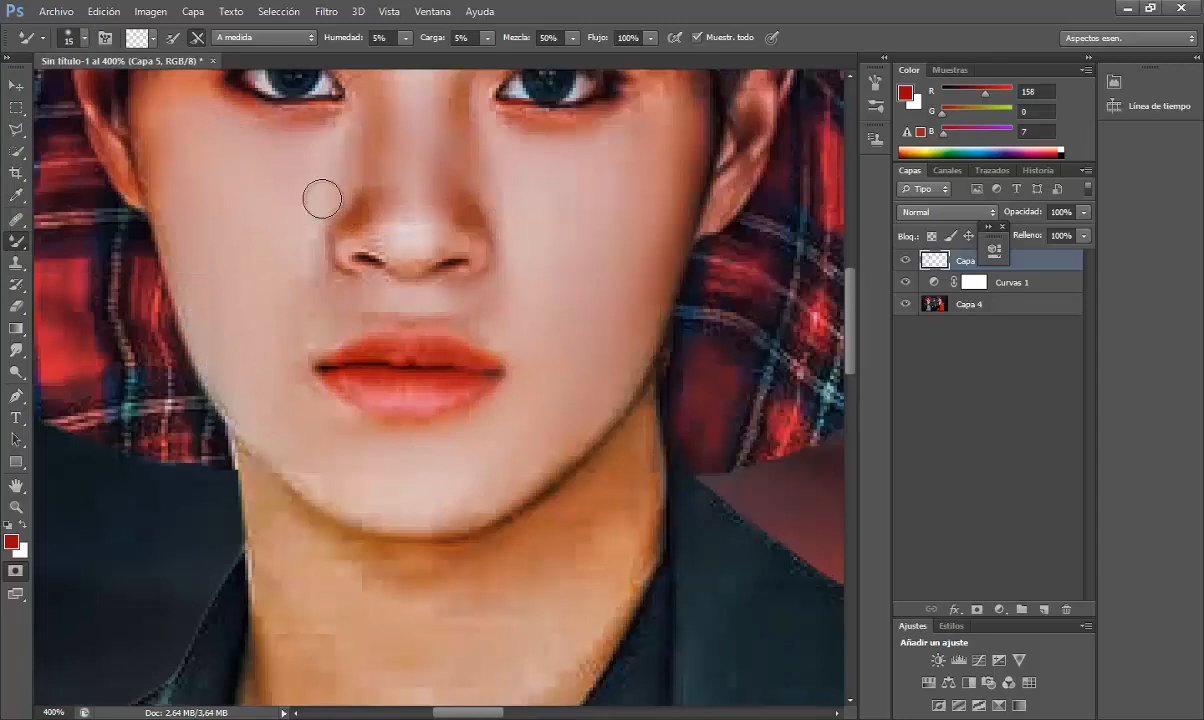 Ps Archivo Imagen Capa Texto Selección Filtro 3D Vista Ventana Ayuda
15 A medida Humedad: 5% Carga: 5% Mezcla: 50% Flujo: 100% Muestr. todo Aspectos esen.
Sin título-1 al 400% (Capa 5, RGB/8) *
Color Muestras
R 158
G 0
B 7
Línea de tiempo
Capas Canales Trazados Historia
Tipo
Normal Opacidad: 100%
Bloq.: Relleno: 100%
Capa
Curvas 1
Capa 4
Ajustes Estilos
Añadir un ajuste
400% Doc: 2.64 MB/3,64 MB